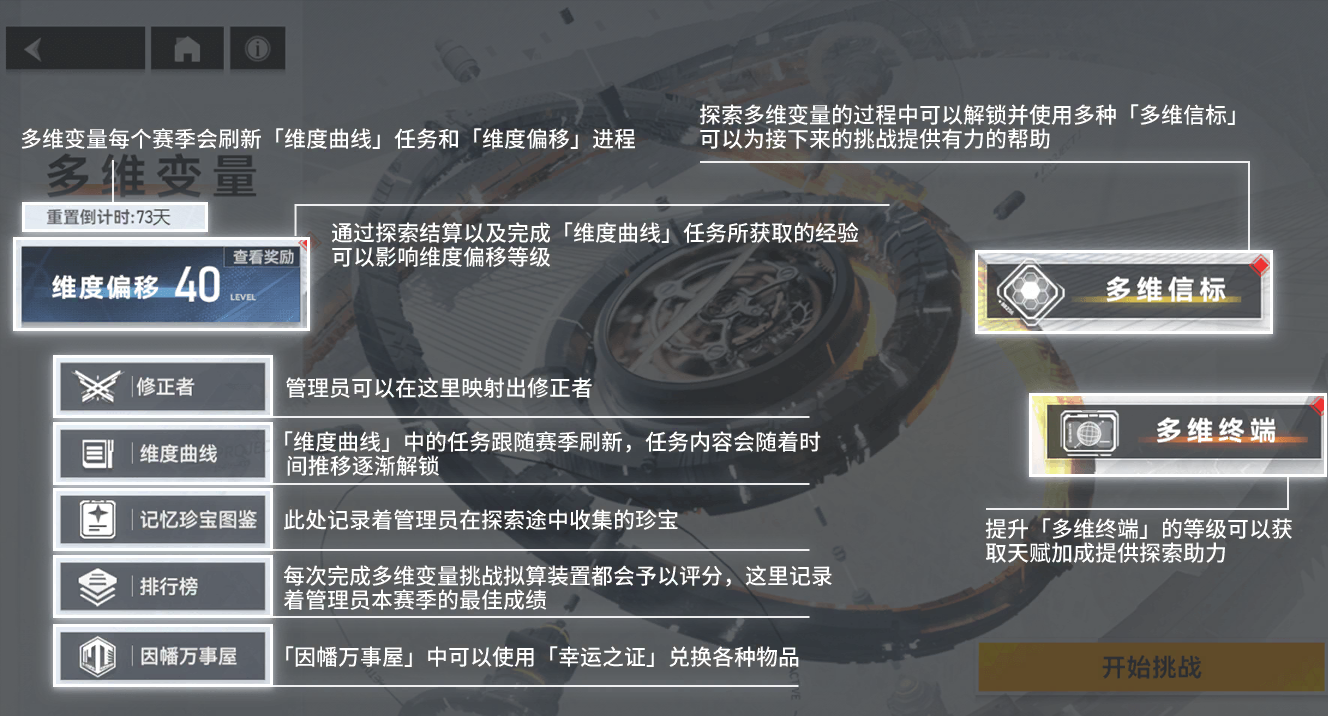 多维变量每个赛季会刷新「维度曲线」任务和「维度偏移」进程
多维变量
重置倒计时:73天
查看奖励
维度偏移 40 LEVEL
通过探索结算以及完成「维度曲线」任务所获取的经验
可以影响维度偏移等级
探索多维变量的过程中可以解锁并使用多种「多维信标」
可以为接下来的挑战提供有力的帮助
多维信标
修正者
管理员可以在这里映射出修正者
维度曲线
「维度曲线」中的任务跟随赛季刷新，任务内容会随着时
间推移逐渐解锁
记忆珍宝图鉴
此处记录着管理员在探索途中收集的珍宝
排行榜
每次完成多维变量挑战拟算装置都会予以评分，这里记录
着管理员本赛季的最佳成绩
因幡万事屋
「因幡万事屋」中可以使用「幸运之证」兑换各种物品
多维终端
提升「多维终端」的等级可以获
取天赋加成提供探索助力
开始挑战